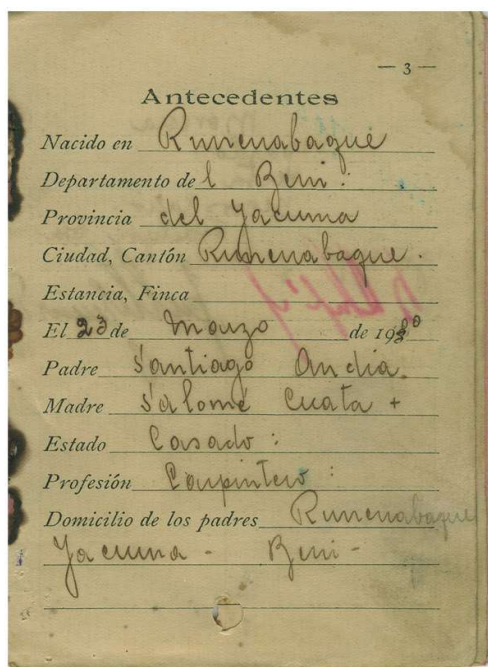 — 3 —
Antecedentes
Nacido en Rurrenabaque
Departamento del Beni:
Provincia del Yacuma
Ciudad, Cantón Rurrenabaque.
Estancia, Finca
El 23 de Marzo de 19
Padre Santiago Andia.
Madre Salomé Cuata +
Estado Casado:
Profesión Carpintero:
Domicilio de los padres Rurrenabaque
Yacuma - Beni -